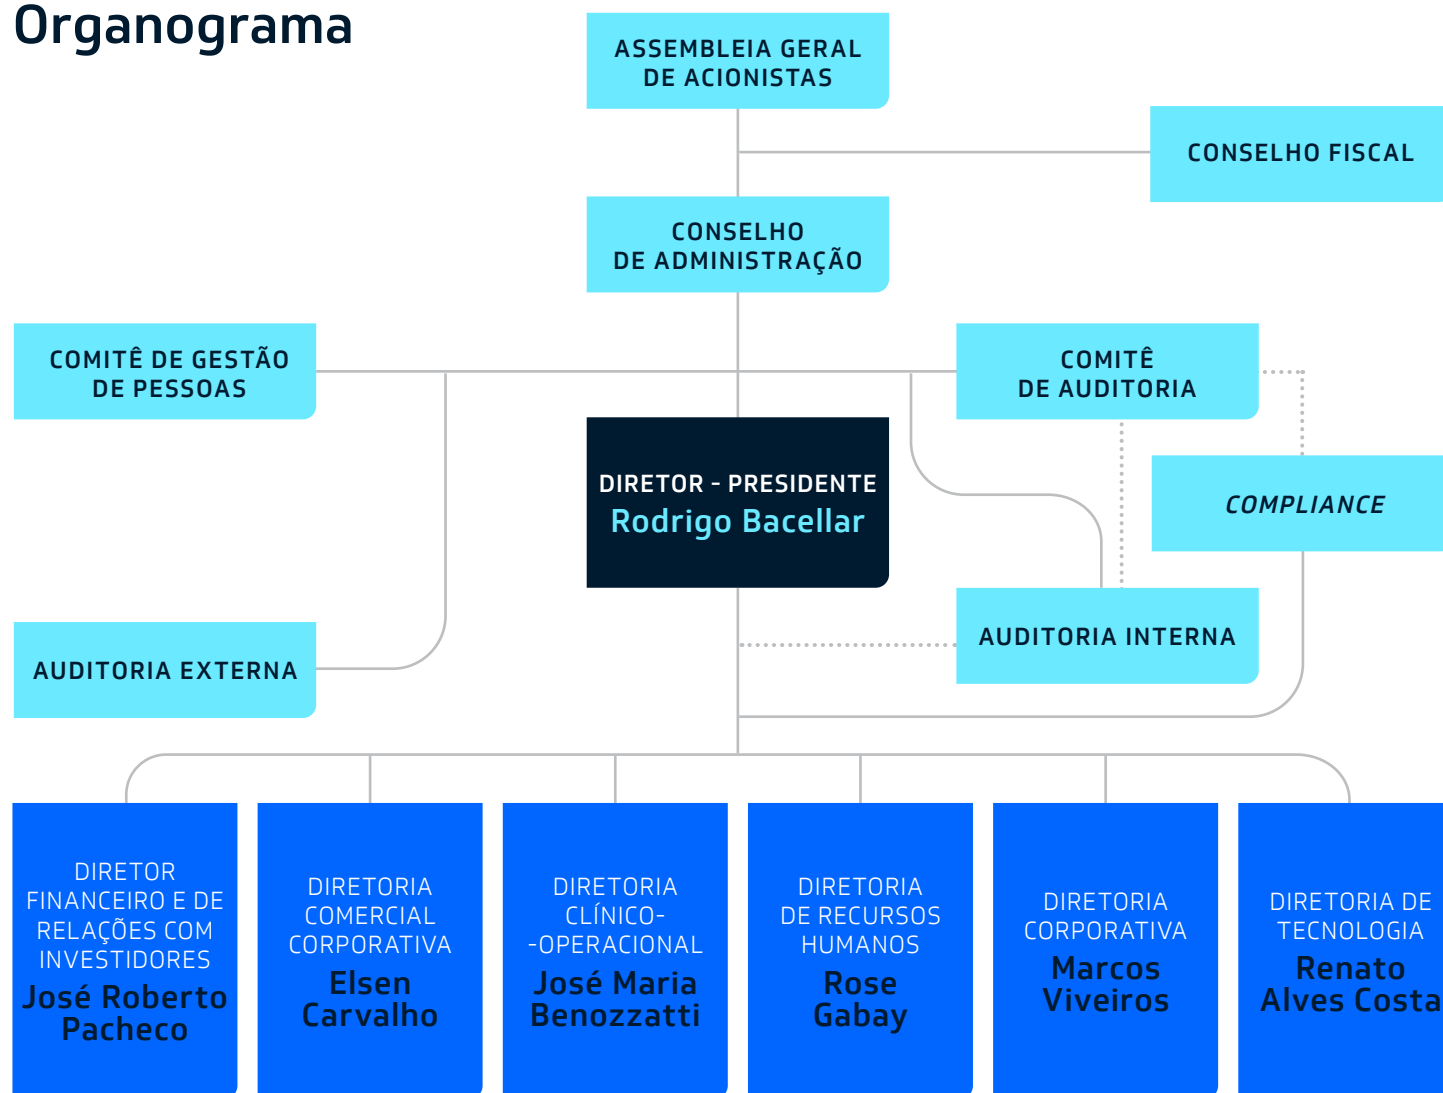 Organograma
ASSEMBLEIA GERAL
DE ACIONISTAS
CONSELHO FISCAL
CONSELHO
DE ADMINISTRAÇÃO
COMITÊ DE GESTÃO
DE PESSOAS
COMITÊ
DE AUDITORIA
DIRETOR - PRESIDENTE
Rodrigo Bacellar
COMPLIANCE
AUDITORIA EXTERNA
AUDITORIA INTERNA
DIRETOR
FINANCEIRO E DE
RELAÇÕES COM
INVESTIDORES
José Roberto
Pacheco
DIRETORIA
COMERCIAL
CORPORATIVA
Elsen
Carvalho
DIRETORIA
CLÍNICO-
-OPERACIONAL
José Maria
Benozzatti
DIRETORIA
DE RECURSOS
HUMANOS
Rose
Gabay
DIRETORIA
CORPORATIVA
Marcos
Viveiros
DIRETORIA DE
TECNOLOGIA
Renato
Alves Costa